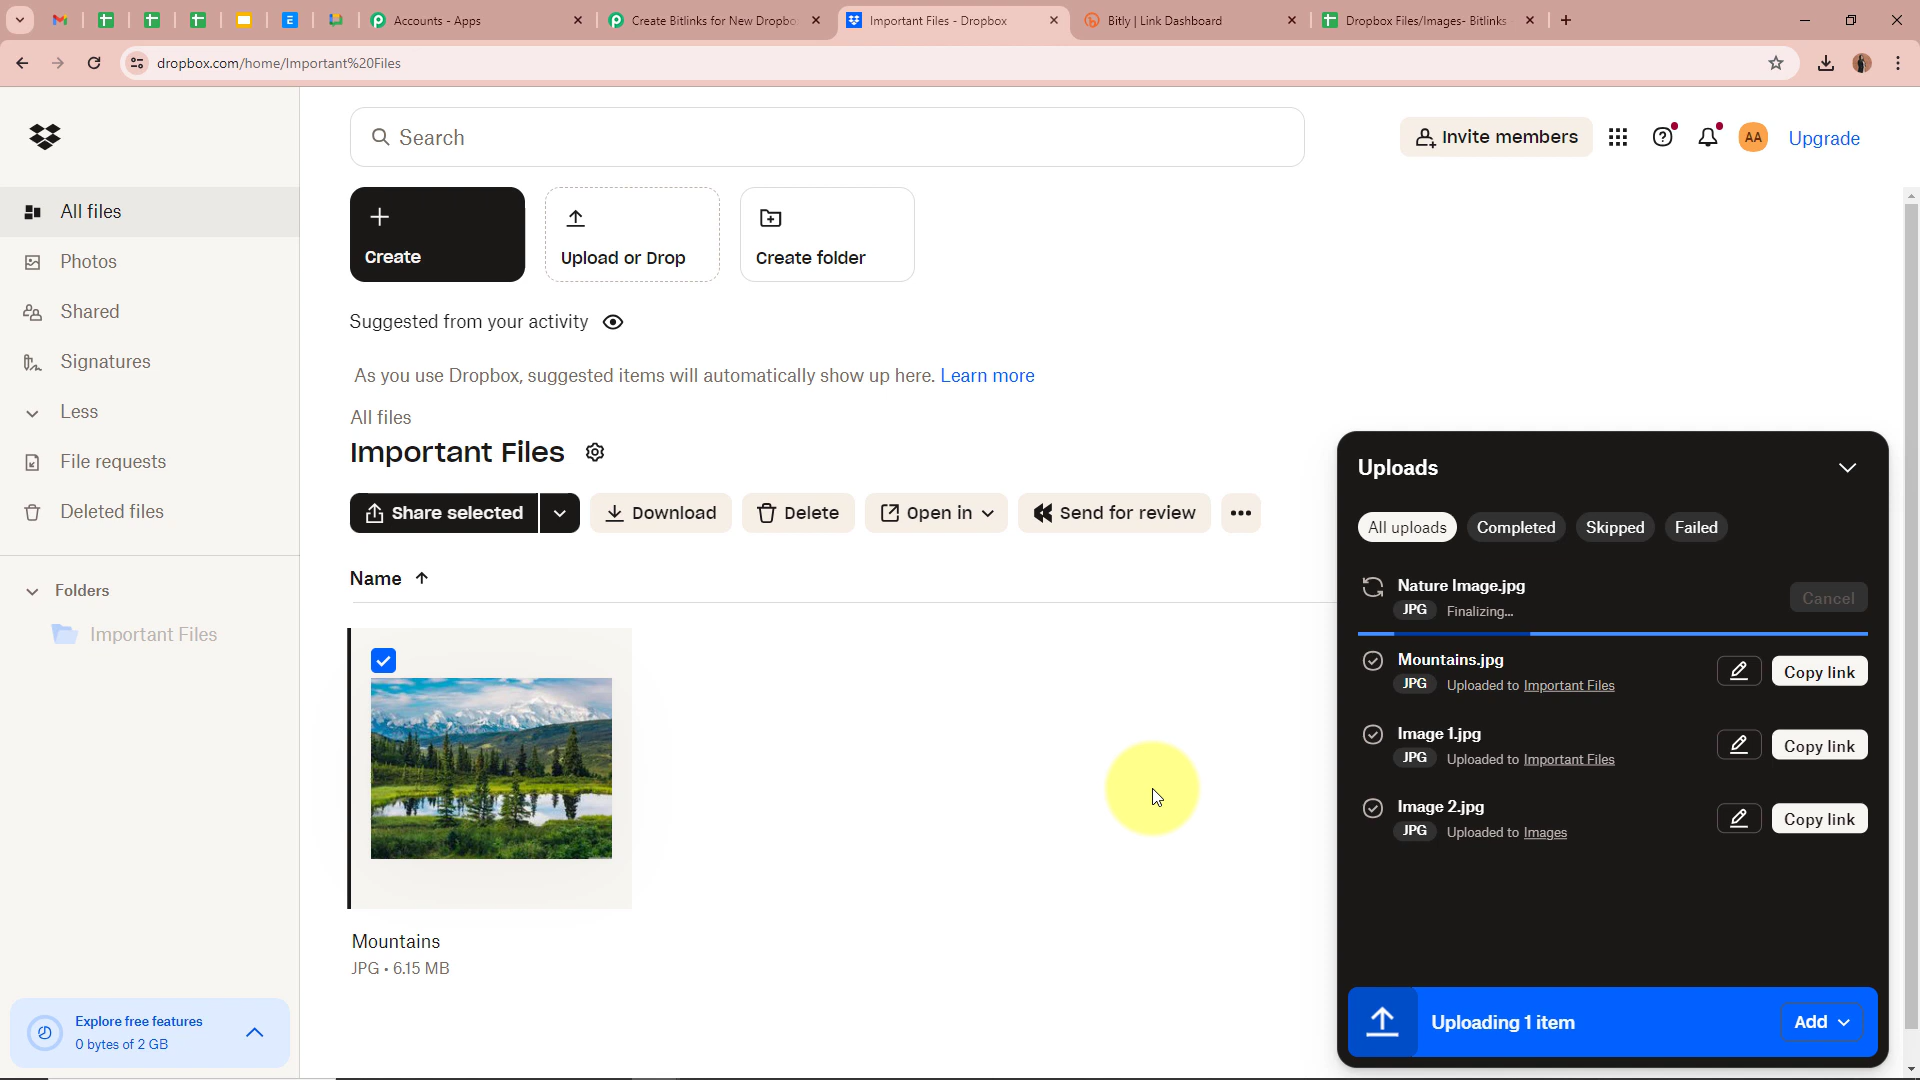 Accounts - Apps
Create Bitlinks for New Dropbo
Important Files - Dropbox
Bitly | Link Dashboard
Dropbox Files/Images- Bitlinks
dropbox.com/home/Important%20Files
Search
Invite members
AA
Upgrade
All files
Photos
Shared
Signatures
Less
File requests
Deleted files
Folders
Important Files
Explore free features
0 bytes of 2 GB
Create
Upload or Drop
Create folder
Suggested from your activity
As you use Dropbox, suggested items will automatically show up here. Learn more
All files
Important Files
Share selected
Download
Delete
Open in
Send for review
Name
Mountains
JPG • 6.15 MB
Uploads
All uploads
Completed
Skipped
Failed
Nature Image.jpg
JPG Finalizing...
Cancel
Mountains.jpg
JPG Uploaded to Important Files
Copy link
Image 1.jpg
JPG Uploaded to Important Files
Copy link
Image 2.jpg
JPG Uploaded to Images
Copy link
Uploading 1 item
Add